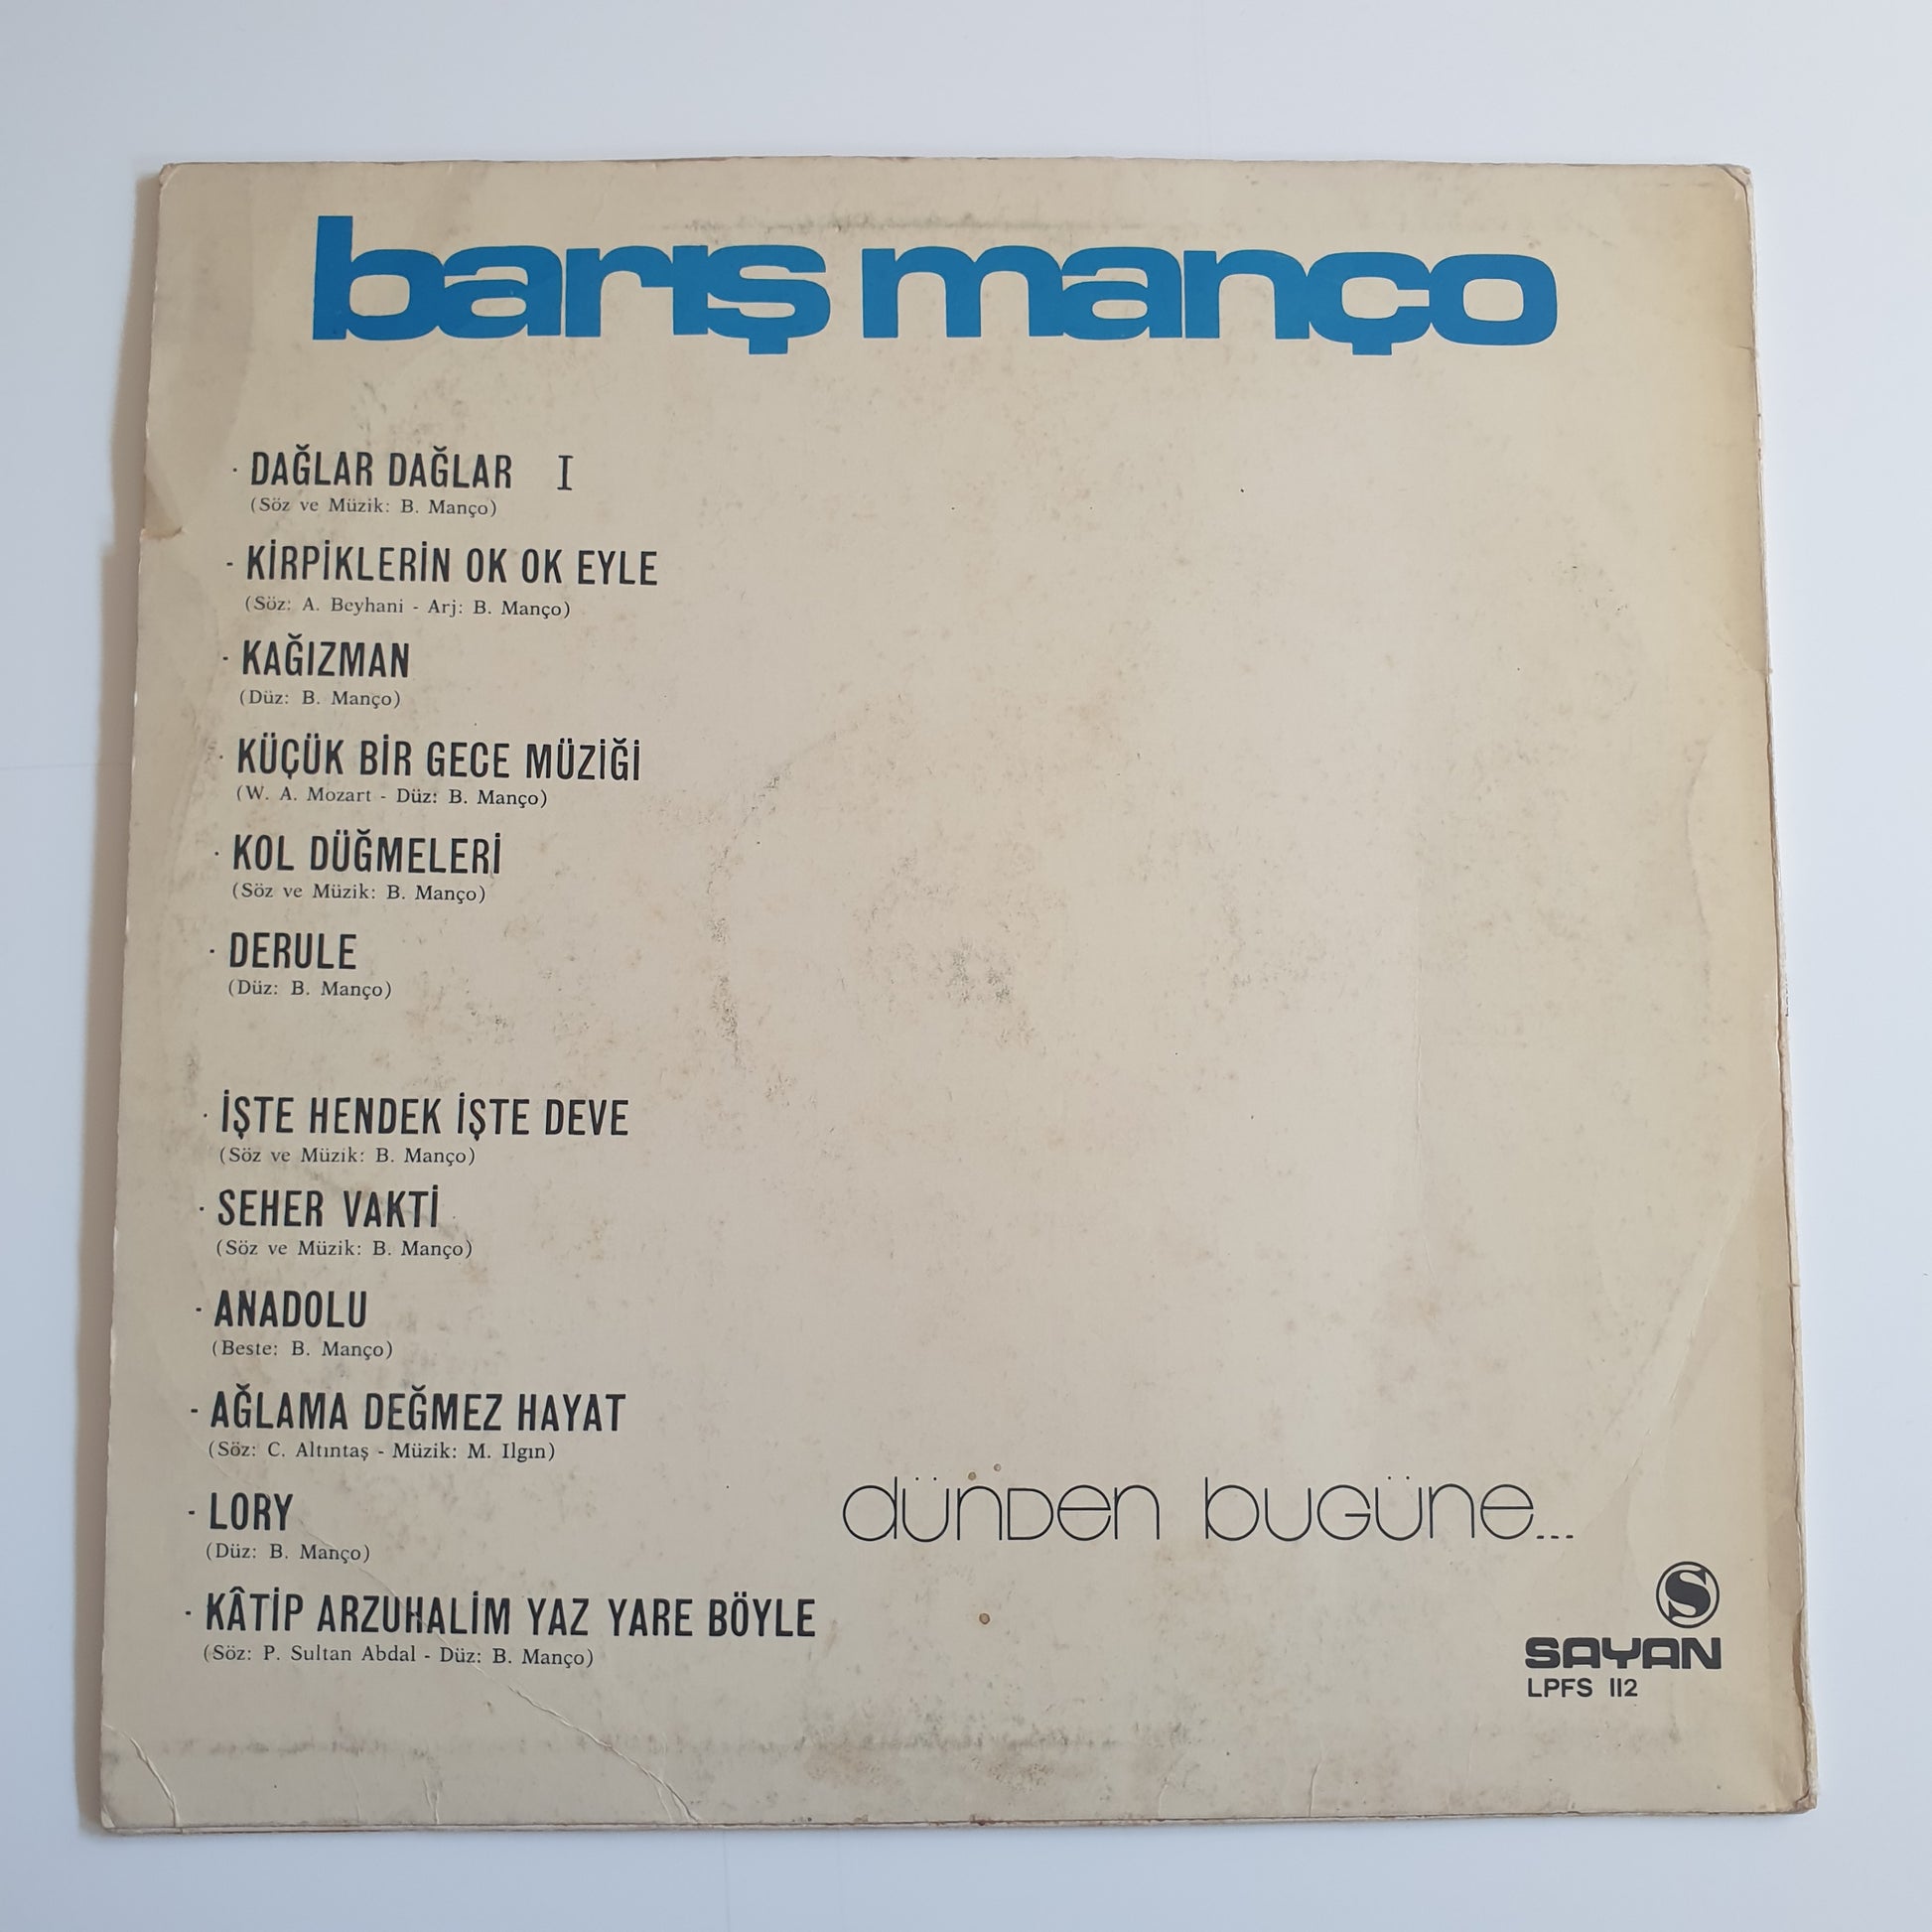 barış manço
· DAĞLAR DAĞLAR I
(Söz ve Müzik: B. Manço)
- KİRPİKLERİN OK OK EYLE
(Söz: A. Beyhani - Arj: B. Manço)
· KAĞIZMAN
(Düz: B. Manço)
· KÜÇÜK BİR GECE MÜZİĞİ
(W. A. Mozart - Düz: B. Manço)
· KOL DÜĞMELERİ
(Söz ve Müzik: B. Manço)
· DERULE
(Düz: B. Manço)
· İŞTE HENDEK İŞTE DEVE
(Söz ve Müzik: B. Manço)
· SEHER VAKTİ
(Söz ve Müzik: B. Manço)
- ANADOLU
(Beste: B. Manço)
- AĞLAMA DEĞMEZ HAYAT
(Söz: C. Altıntaş - Müzik: M. Ilgın)
- LORY
(Düz: B. Manço)
- KÂTİP ARZUHALİM YAZ YARE BÖYLE
(Söz: P. Sultan Abdal - Düz: B. Manço)
dünden bugüne...
S
SAYAN
LPFS 112